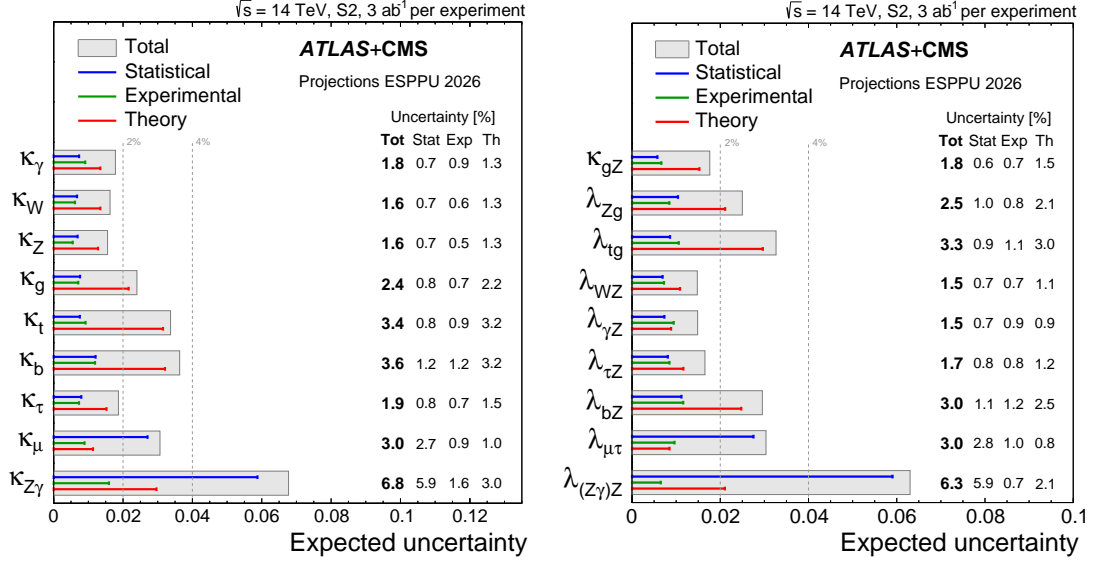 √s = 14 TeV, S2, 3 ab⁻¹ per experiment
Total
Statistical
Experimental
Theory
ATLAS+CMS
Projections ESPPU 2026
Uncertainty [%]
Tot Stat Exp Th
2% 4%
κγ 1.8 0.7 0.9 1.3
κW 1.6 0.7 0.6 1.3
κZ 1.6 0.7 0.5 1.3
κg 2.4 0.8 0.7 2.2
κt 3.4 0.8 0.9 3.2
κb 3.6 1.2 1.2 3.2
κτ 1.9 0.8 0.7 1.5
κμ 3.0 2.7 0.9 1.0
κZγ 6.8 5.9 1.6 3.0
0 0.02 0.04 0.06 0.08 0.1 0.12
Expected uncertainty
√s = 14 TeV, S2, 3 ab⁻¹ per experiment
Total
Statistical
Experimental
Theory
ATLAS+CMS
Projections ESPPU 2026
Uncertainty [%]
Tot Stat Exp Th
2% 4%
κgZ 1.8 0.6 0.7 1.5
λZg 2.5 1.0 0.8 2.1
λtg 3.3 0.9 1.1 3.0
λWZ 1.5 0.7 0.7 1.1
λγZ 1.5 0.7 0.9 0.9
λτZ 1.7 0.8 0.8 1.2
λbZ 3.0 1.1 1.2 2.5
λμτ 3.0 2.8 1.0 0.8
λ(Zγ)Z 6.3 5.9 0.7 2.1
0 0.02 0.04 0.06 0.08 0.1
Expected uncertainty